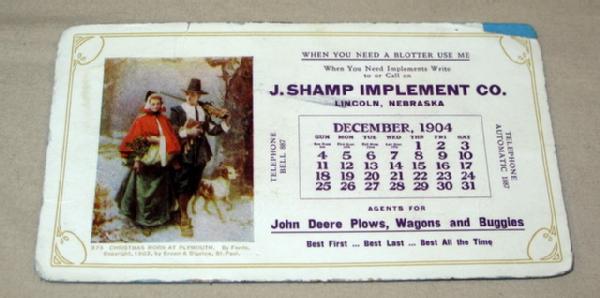 WHEN YOU NEED A BLOTTER USE ME
When You Need Implements Write
to or Call on
J. SHAMP IMPLEMENT CO.
LINCOLN, NEBRASKA
TELEPHONE
BELL 887
DECEMBER, 1904
SUN MON TUE WED THU FRI SAT
1 2 3
4 5 6 7 8 9 10
11 12 13 14 15 16 17
18 19 20 21 22 23 24
25 26 27 28 29 30 31
TELEPHONE
AUTOMATIC 1887
AGENTS FOR
John Deere Plows, Wagons and Buggies
Best First ... Best Last ... Best All the Time
CHRISTMAS MORN AT PLYMOUTH. By
Copyright, 1903, by Brown & Bigelow, St. Paul.